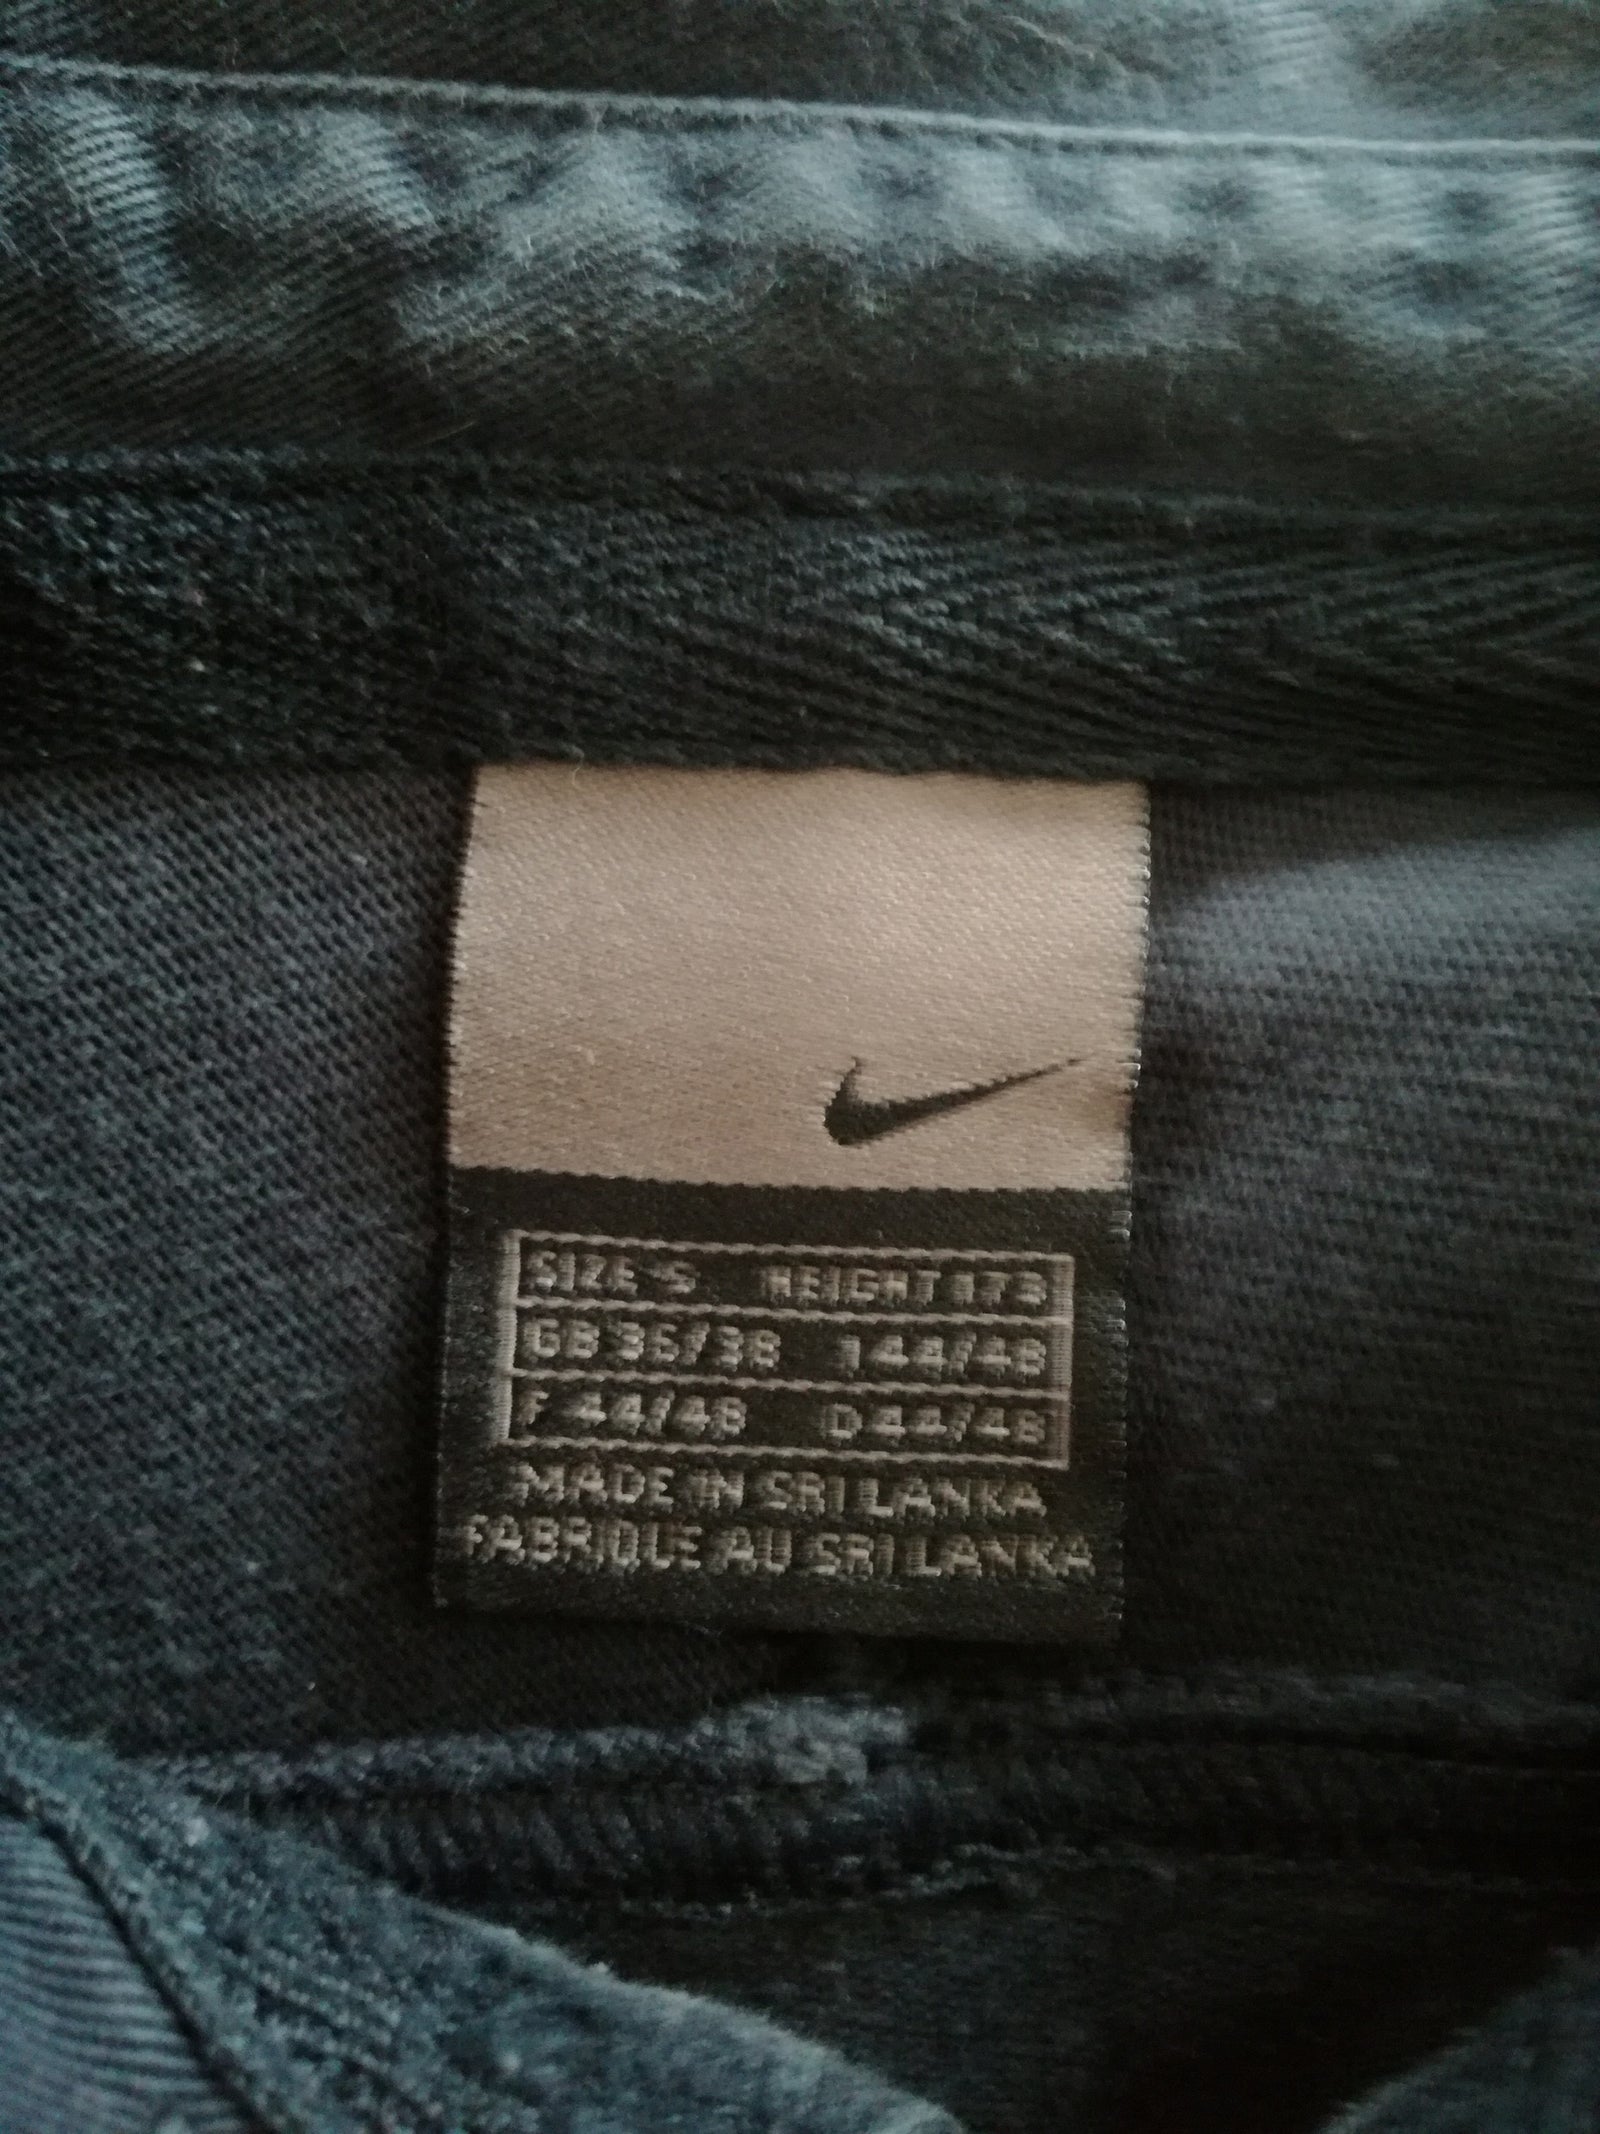 SIZE S HEIGHT 173
GB 36/38 I 44/48
F 44/48 D 44/48
MADE IN SRI LANKA
FABRIQUE AU SRI LANKA